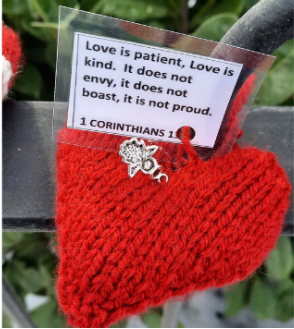 Love is patient, Love is
kind. It does not
envy, it does not
boast, it is not proud.
1 CORINTHIANS 1